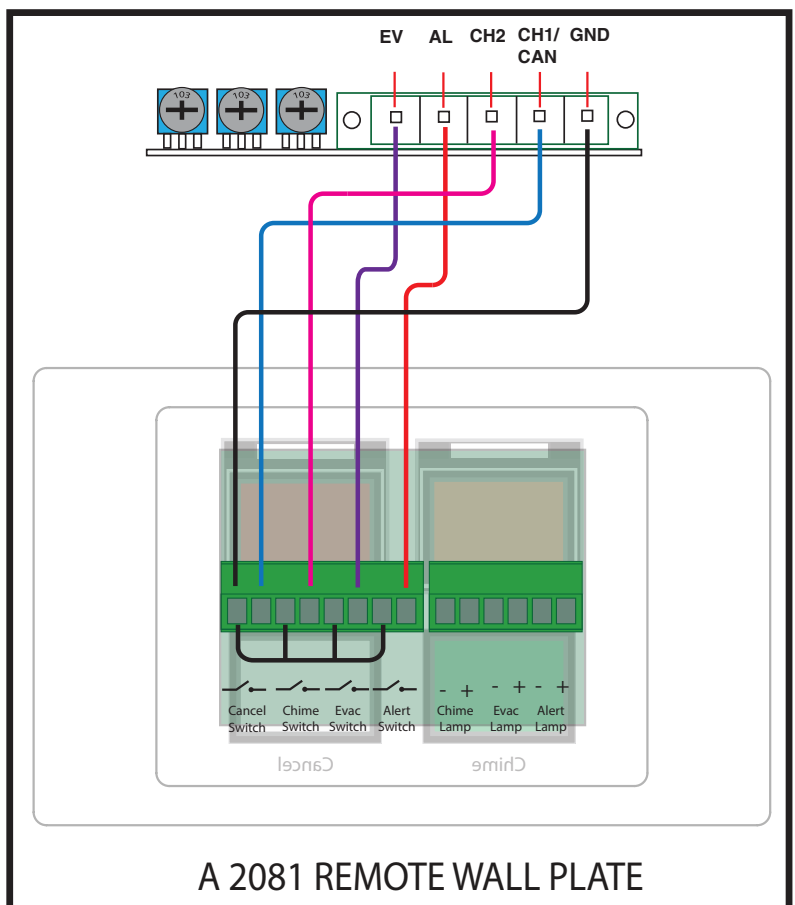 EV AL CH2 CH1/ GND
CAN
103 103 103
Cancel Chime Evac Alert
Switch Switch Switch Switch
- + - + - +
Chime Evac Alert
Lamp Lamp Lamp
Cancel Chime
A 2081 REMOTE WALL PLATE